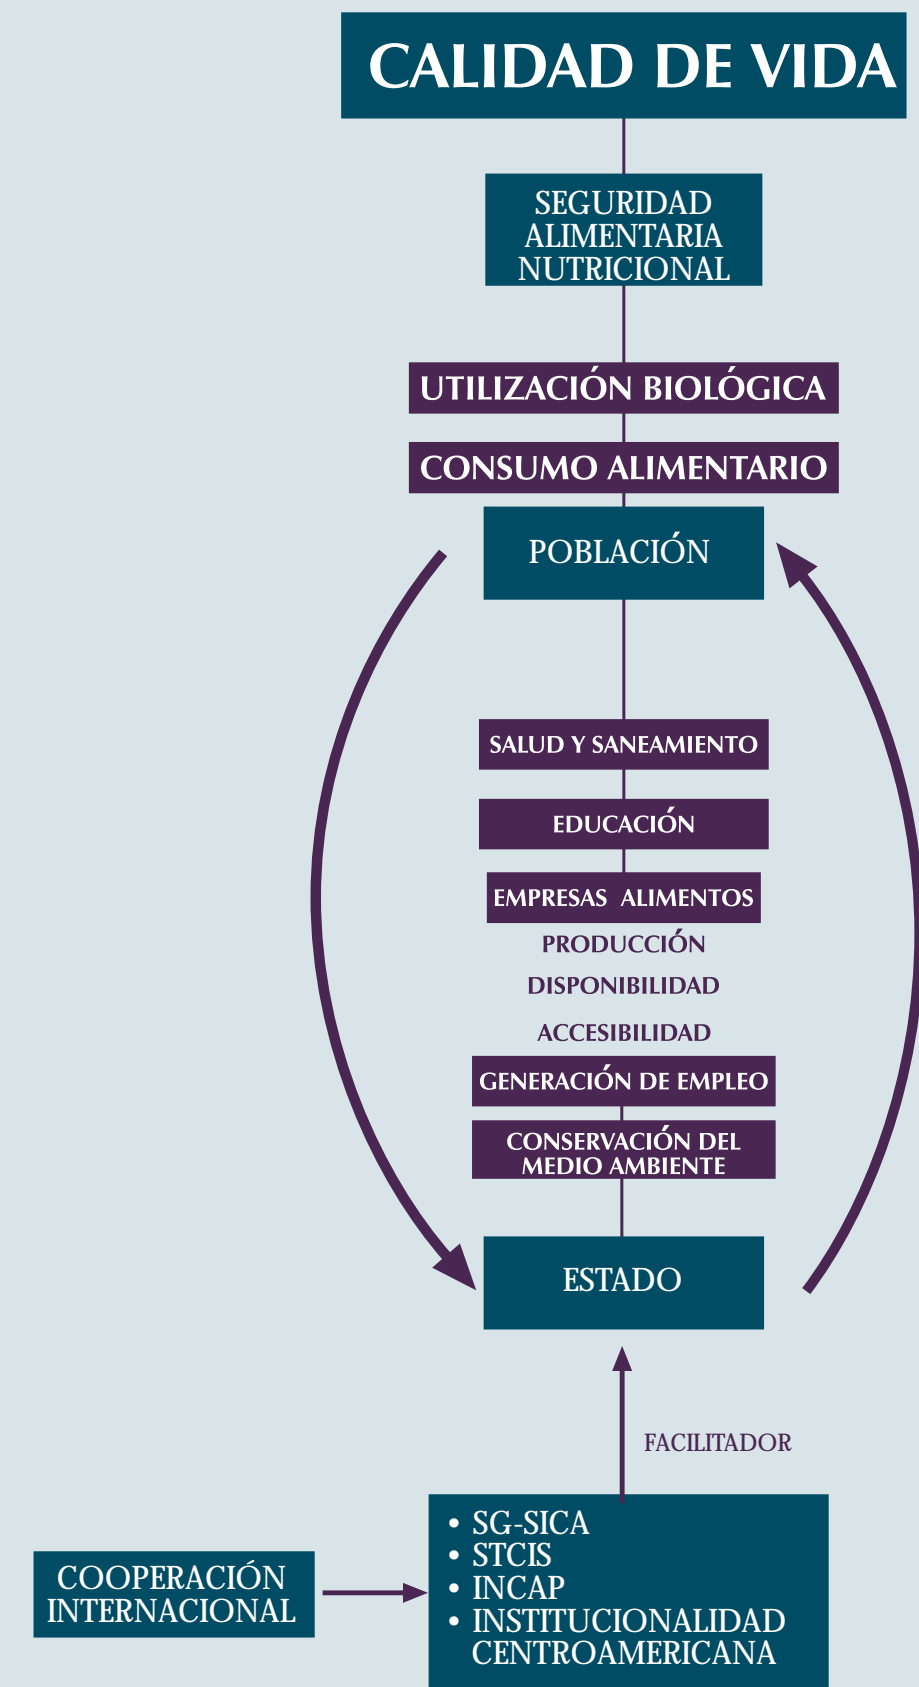 CALIDAD DE VIDA
SEGURIDAD
ALIMENTARIA
NUTRICIONAL
UTILIZACIÓN BIOLÓGICA
CONSUMO ALIMENTARIO
POBLACIÓN
SALUD Y SANEAMIENTO
EDUCACIÓN
EMPRESAS ALIMENTOS
PRODUCCIÓN
DISPONIBILIDAD
ACCESIBILIDAD
GENERACIÓN DE EMPLEO
CONSERVACIÓN DEL
MEDIO AMBIENTE
ESTADO
FACILITADOR
• SG-SICA
• STCIS
• INCAP
• INSTITUCIONALIDAD
CENTROAMERICANA
COOPERACIÓN
INTERNACIONAL